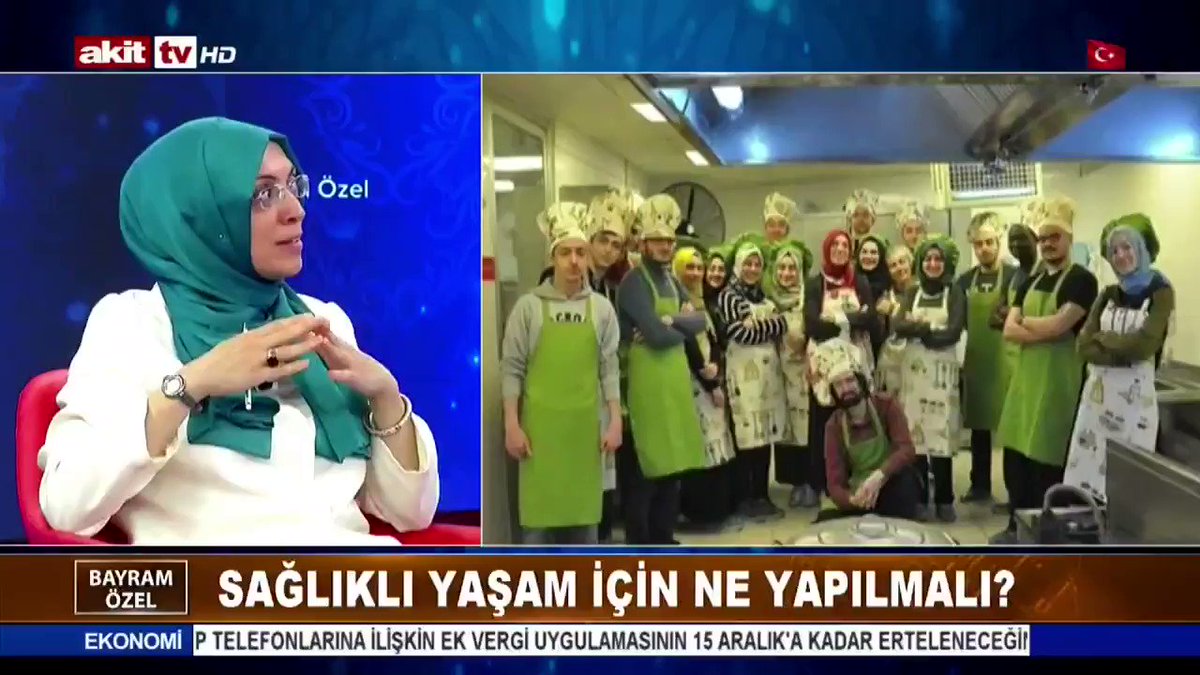 akit tv HD
Özel
BAYRAM
ÖZEL
SAĞLIKLI YAŞAM İÇİN NE YAPILMALI?
EKONOMİ
P TELEFONLARINA İLİŞKİN EK VERGİ UYGULAMASININ 15 ARALIK'A KADAR ERTELENECEĞİN